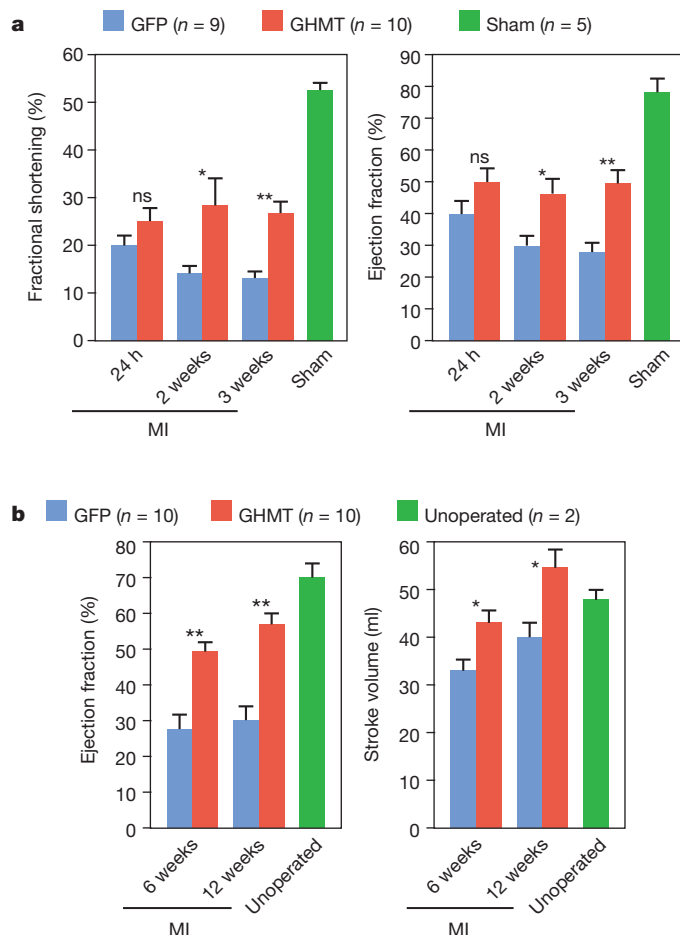 a
GFP (n = 9) GHMT (n = 10) Sham (n = 5)
Fractional shortening (%)
60
50
40
30
20
10
0
ns
*
**
24 h
2 weeks
3 weeks
Sham
MI
Ejection fraction (%)
90
80
70
60
50
40
30
20
10
0
ns
*
**
24 h
2 weeks
3 weeks
Sham
MI
b
GFP (n = 10) GHMT (n = 10) Unoperated (n = 2)
Ejection fraction (%)
80
70
60
50
40
30
20
10
0
**
**
6 weeks
12 weeks
Unoperated
MI
Stroke volume (ml)
60
50
40
30
20
10
0
*
*
6 weeks
12 weeks
Unoperated
MI